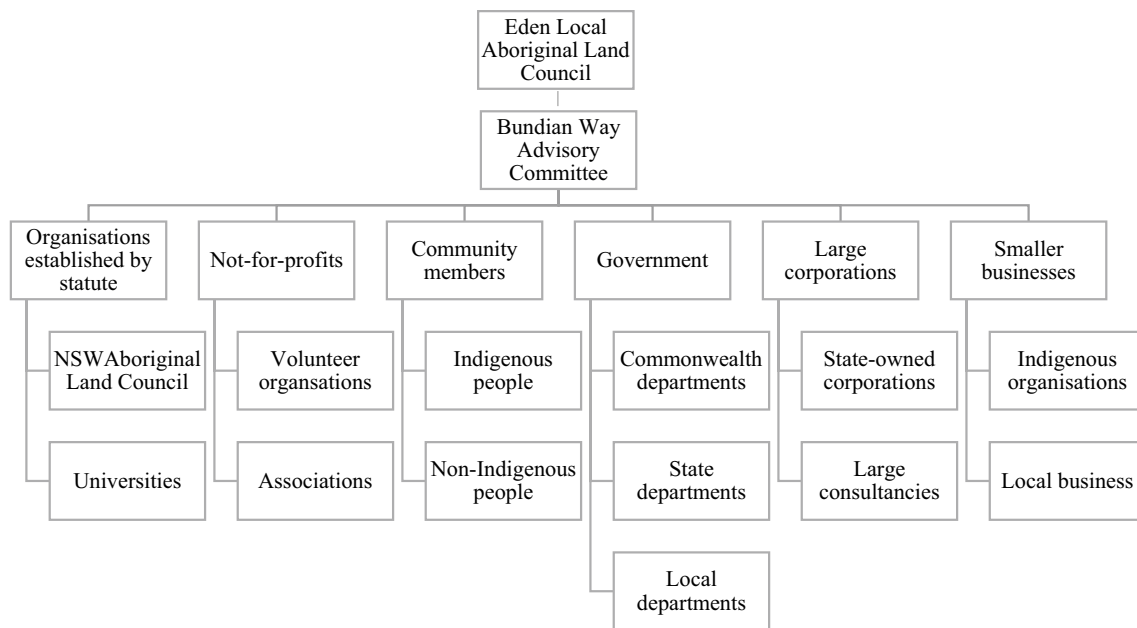 Eden Local
Aboriginal Land
Council
Bundian Way
Advisory
Committee
Organisations
established by
statute
Not-for-profits
Community
members
Government
Large
corporations
Smaller
businesses
NSWAboriginal
Land Council
Volunteer
organsations
Indigenous
people
Commonwealth
departments
State-owned
corporations
Indigenous
organisations
Universities
Associations
Non-Indigenous
people
State
departments
Large
consultancies
Local business
Local
departments